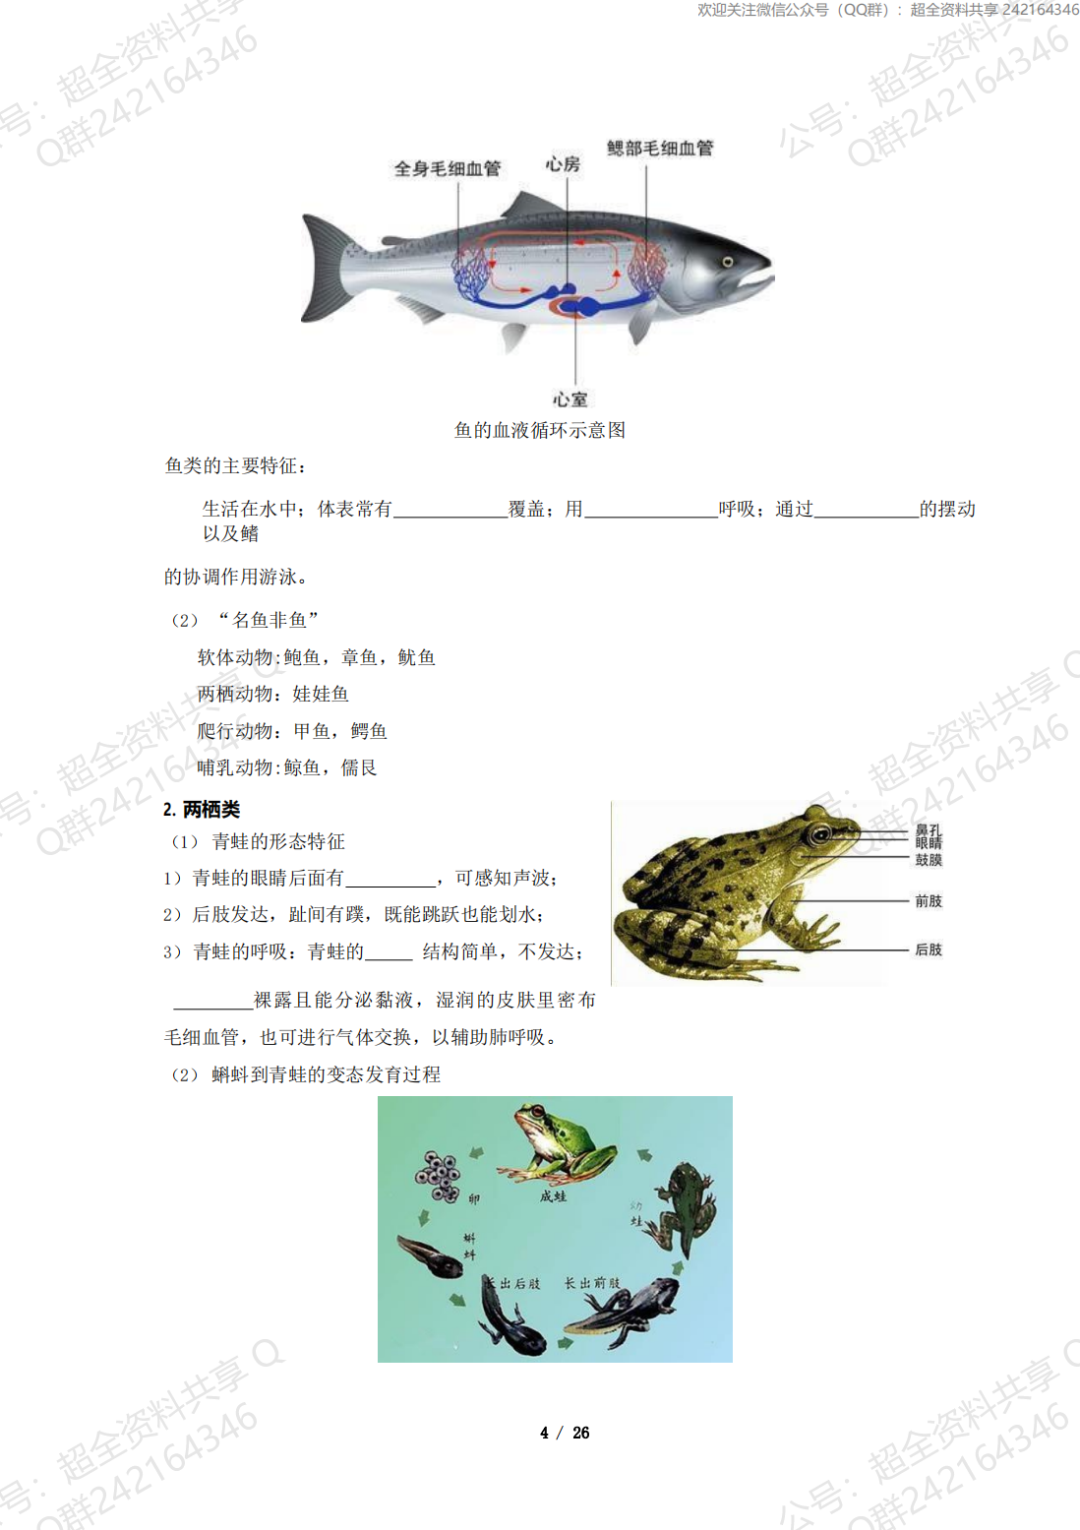 欢迎关注微信公众号（QQ群）：超全资料共享 242164346
鳃部毛细血管
心房
全身毛细血管
心室
鱼的血液循环示意图
鱼类的主要特征：
生活在水中；体表常有____________覆盖；用______________呼吸；通过___________的摆动
以及鳍
的协调作用游泳。
（2） “名鱼非鱼”
软体动物:鲍鱼，章鱼，鱿鱼
两栖动物：娃娃鱼
爬行动物：甲鱼，鳄鱼
哺乳动物:鲸鱼，儒艮
2. 两栖类
（1） 青蛙的形态特征
1）青蛙的眼睛后面有__________，可感知声波；
2）后肢发达，趾间有蹼，既能跳跃也能划水；
3）青蛙的呼吸：青蛙的_____ 结构简单，不发达；
________裸露且能分泌黏液，湿润的皮肤里密布
毛细血管，也可进行气体交换，以辅助肺呼吸。
鼻孔
眼睛
鼓膜
前肢
后肢
（2） 蝌蚪到青蛙的变态发育过程
成蛙
卵
蝌蚪
长出后肢
长出前肢
幼蛙
4 / 26
公号：超全资料共享 Q
Q群242164346